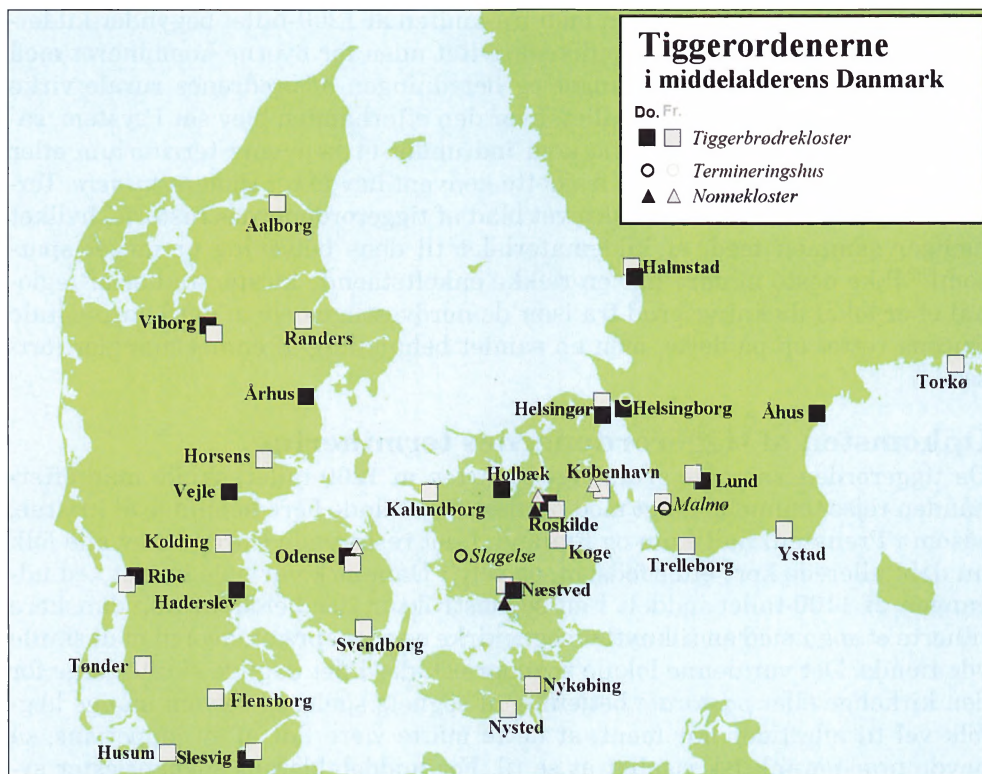 Tiggerordenerne
i middelalderens Danmark
Do. Fr.
Tiggerbrødrekloster
Termineringshus
Nonnekloster
Aalborg
Halmstad
Viborg
Randers
Torkø
Århus
Helsingør
Helsingborg
Åhus
Horsens
Holbæk
København
Lund
Vejle
Kalundborg
Roskilde
Malmø
Kolding
Odense
Slagelse
Køge
Trelleborg
Ystad
Ribe
Haderslev
Næstved
Svendborg
Tønder
Flensborg
Nykøbing
Nysted
Husum
Slesvig